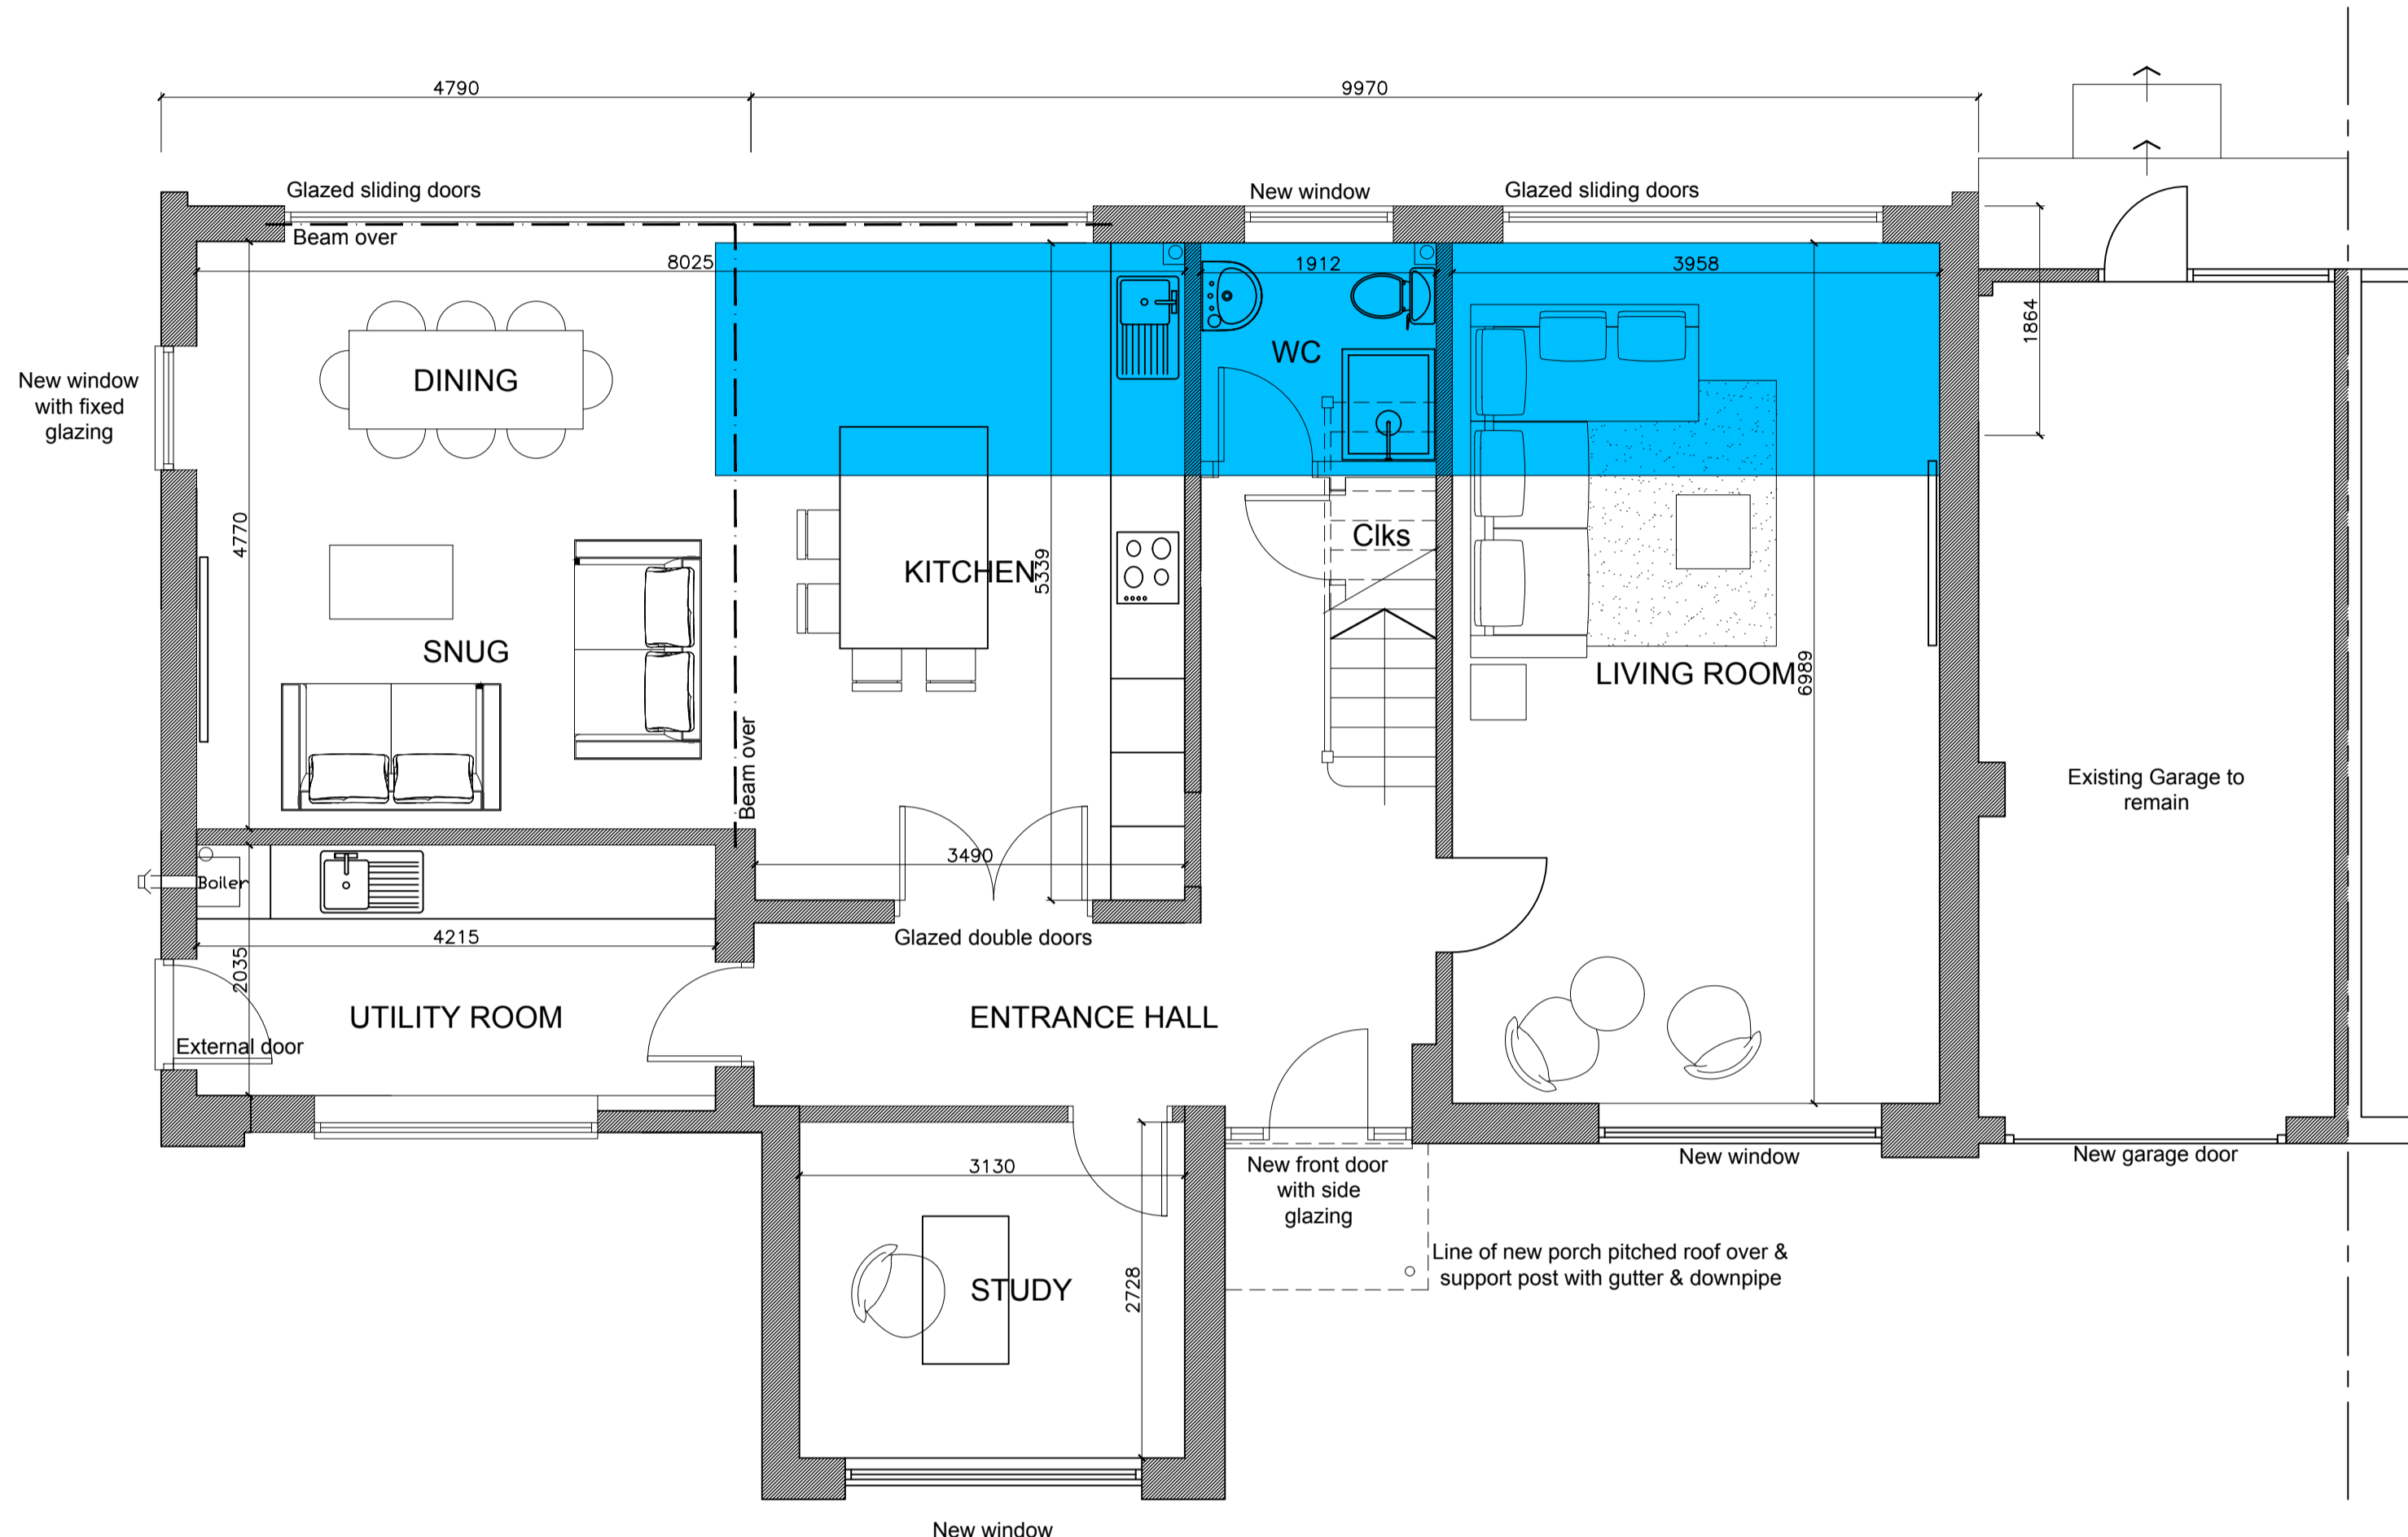 4790
9970
Glazed sliding doors
New window
Glazed sliding doors
Beam over
8025
1912
3958
1864
WC
DINING
New window
with fixed
glazing
4770
Clks
KITCHEN
5339
SNUG
LIVING ROOM
6989
Beam over
Existing Garage to
remain
3490
Boiler
4215
Glazed double doors
2035
UTILITY ROOM
ENTRANCE HALL
External door
New window
New garage door
3130
New front door
with side
glazing
2728
STUDY
Line of new porch pitched roof over &
support post with gutter & downpipe
New window